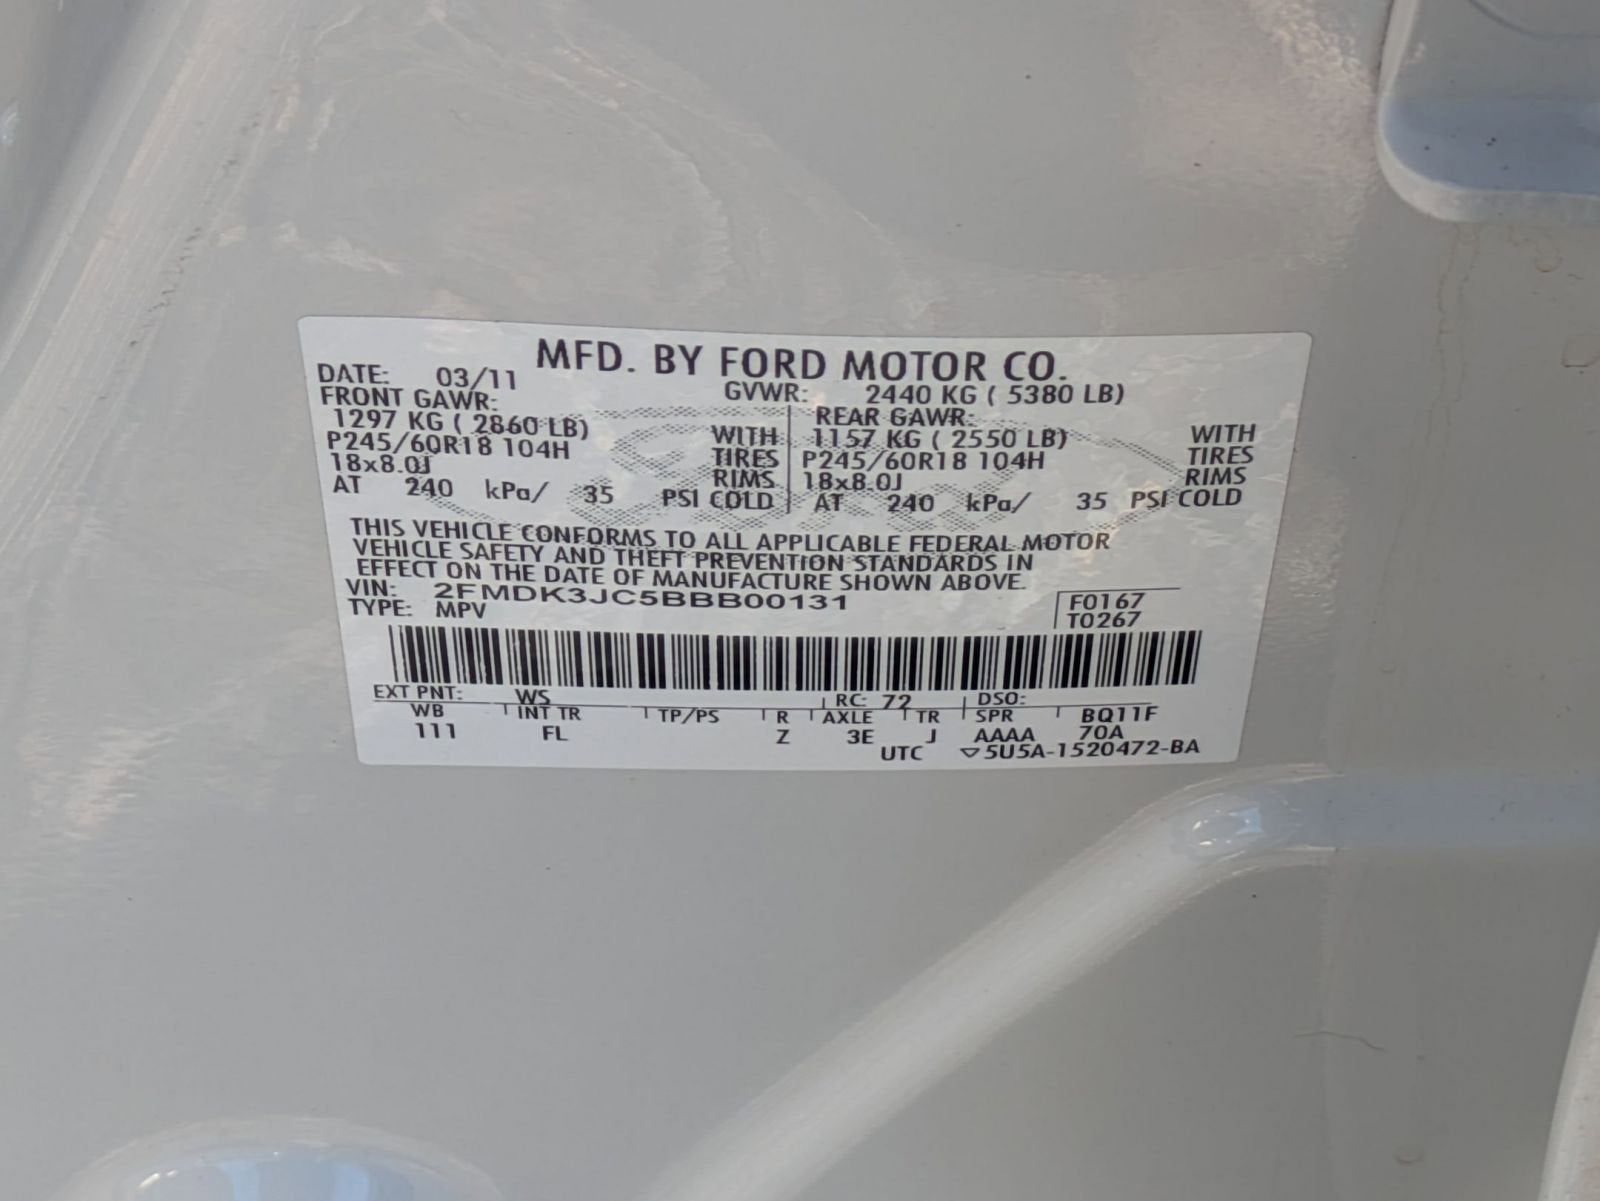 MFD. BY FORD MOTOR CO.
DATE: 03/11 GVWR: 2440 KG ( 5380 LB)
FRONT GAWR: REAR GAWR:
1297 KG ( 2860 LB) WITH 1157 KG ( 2550 LB) WITH
P245/60R18 104H TIRES P245/60R18 104H TIRES
18x8.0J RIMS 18x8.0J RIMS
AT 240 kPa/ 35 PSI COLD AT 240 kPa/ 35 PSI COLD
THIS VEHICLE CONFORMS TO ALL APPLICABLE FEDERAL MOTOR
VEHICLE SAFETY AND THEFT PREVENTION STANDARDS IN
EFFECT ON THE DATE OF MANUFACTURE SHOWN ABOVE.
VIN: 2FMDK3JC5BBB00131 F0167
TYPE: MPV T0267
EXT PNT: WS RC: 72 DSO:
WB INT TR TP/PS R AXLE TR SPR BQ11F
111 FL Z 3E J AAAA 70A
UTC ▽5U5A-1520472-BA